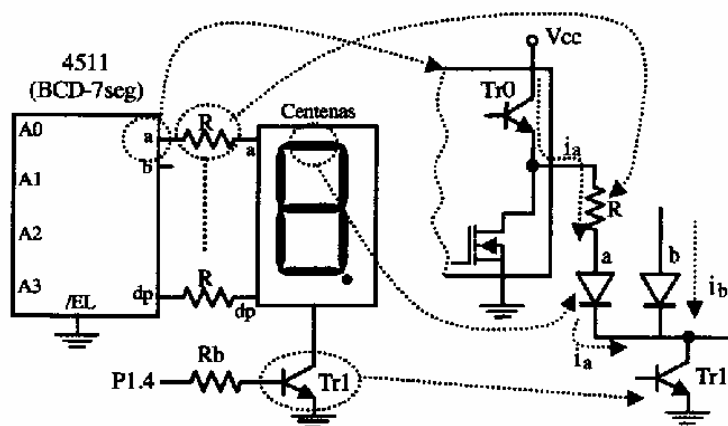 4511
(BCD-7seg)
A0
A1
A2
A3
/EL
a
b
dp
R
R
Centenas
a
dp
Rb
P1.4
Tr1
Vcc
Tr0
ia
R
a
b
ib
ia
Tr1